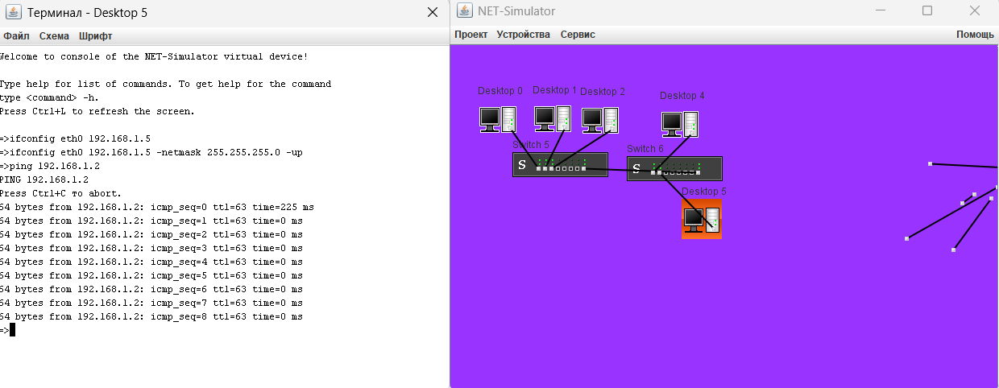 Терминал - Desktop 5
Файл Схема Шрифт
Welcome to console of the NET-Simulator virtual device!
Type help for list of commands. To get help for the command
type <command> -h.
Press Ctrl+L to refresh the screen.
=>ifconfig eth0 192.168.1.5
=>ifconfig eth0 192.168.1.5 -netmask 255.255.255.0 -up
=>ping 192.168.1.2
PING 192.168.1.2
Press Ctrl+C то abort.
64 bytes from 192.168.1.2: icmp_seq=0 ttl=63 time=225 ms
64 bytes from 192.168.1.2: icmp_seq=1 ttl=63 time=0 ms
64 bytes from 192.168.1.2: icmp_seq=2 ttl=63 time=0 ms
64 bytes from 192.168.1.2: icmp_seq=3 ttl=63 time=0 ms
64 bytes from 192.168.1.2: icmp_seq=4 ttl=63 time=0 ms
64 bytes from 192.168.1.2: icmp_seq=5 ttl=63 time=0 ms
64 bytes from 192.168.1.2: icmp_seq=6 ttl=63 time=0 ms
64 bytes from 192.168.1.2: icmp_seq=7 ttl=63 time=0 ms
64 bytes from 192.168.1.2: icmp_seq=8 ttl=63 time=0 ms
=>
NET-Simulator
Проект Устройства Сервис Помощь
Desktop 0 Desktop 1 Desktop 2 Desktop 4
Switch 5 Switch 6
S S
Desktop 5